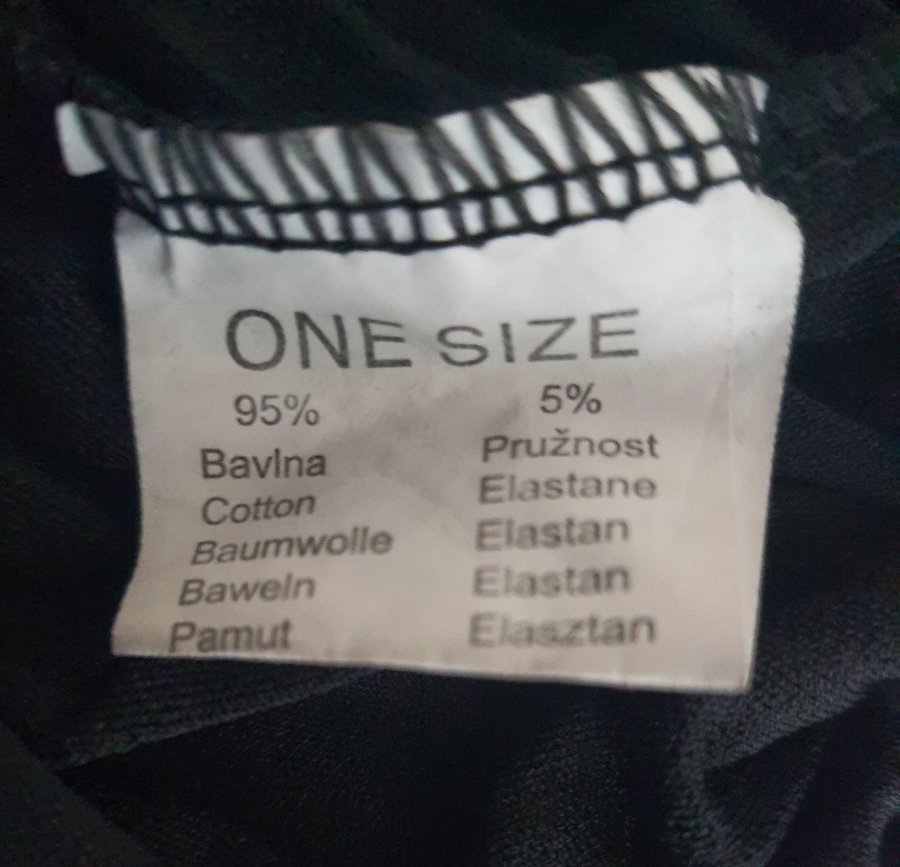 ONE SIZE
95% 5%
Bavlna Pružnost
Cotton Elastane
Baumwolle Elastan
Baweln Elastan
Pamut Elasztan